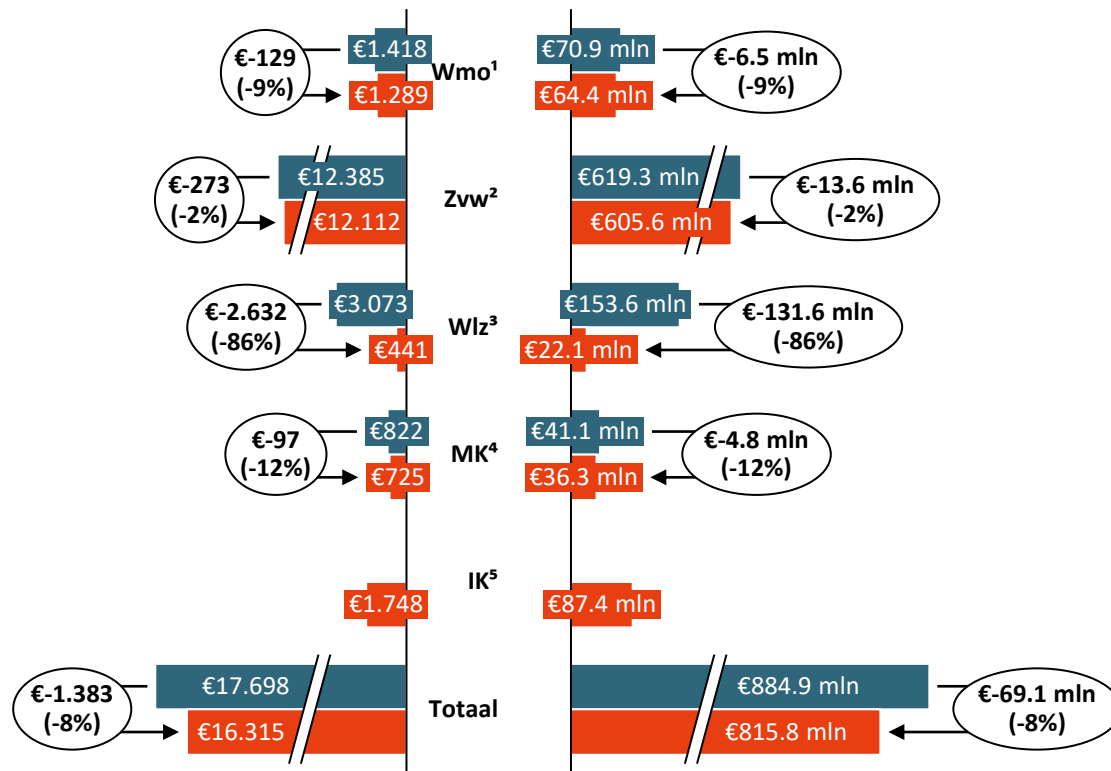 €-129
(-9%)
€1.418
€1.289
Wmo¹
€70.9 mln
€64.4 mln
€-6.5 mln
(-9%)
€-273
(-2%)
€12.385
€12.112
Zvw²
€619.3 mln
€605.6 mln
€-13.6 mln
(-2%)
€-2.632
(-86%)
€3.073
€441
Wlz³
€153.6 mln
€22.1 mln
€-131.6 mln
(-86%)
€-97
(-12%)
€822
€725
MK⁴
€41.1 mln
€36.3 mln
€-4.8 mln
(-12%)
€1.748
IK⁵
€87.4 mln
€-1.383
(-8%)
€17.698
€16.315
Totaal
€884.9 mln
€815.8 mln
€-69.1 mln
(-8%)